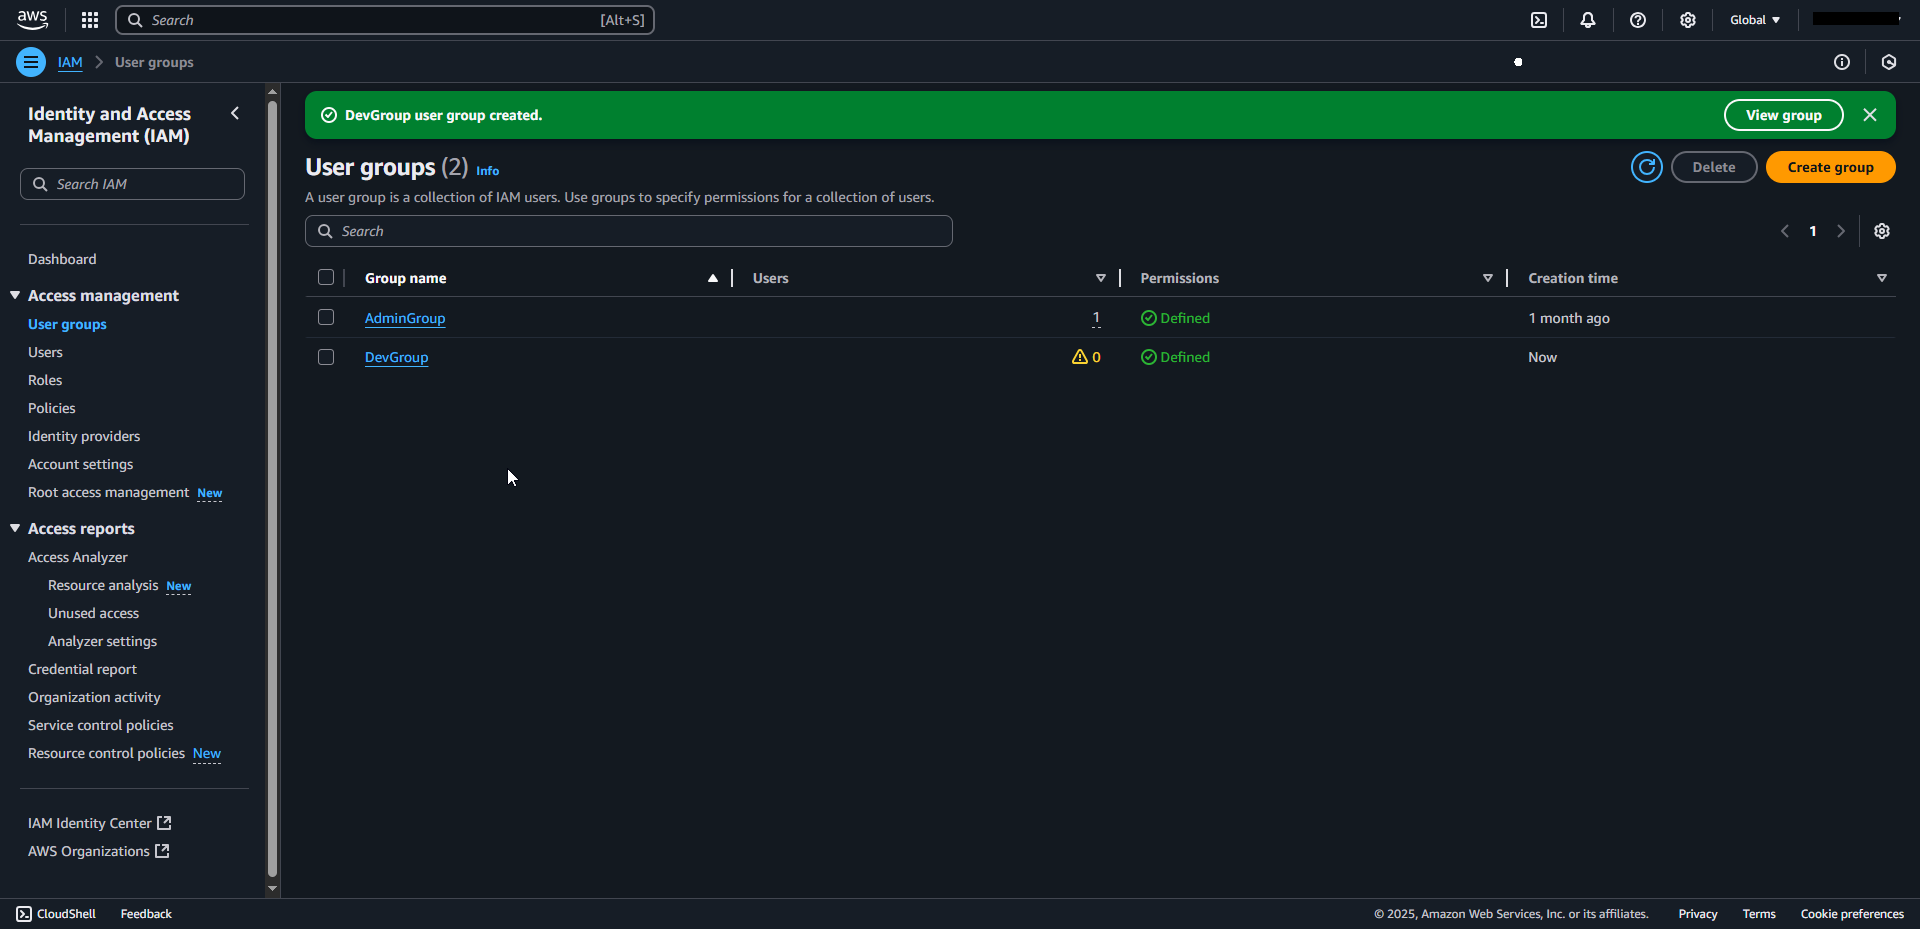 aws
Search [Alt+S]
Global
IAM User groups
Identity and Access
Management (IAM)
Search IAM
Dashboard
Access management
User groups
Users
Roles
Policies
Identity providers
Account settings
Root access management New
Access reports
Access Analyzer
Resource analysis New
Unused access
Analyzer settings
Credential report
Organization activity
Service control policies
Resource control policies New
IAM Identity Center
AWS Organizations
DevGroup user group created. View group
User groups (2) Info
Delete
Create group
A user group is a collection of IAM users. Use groups to specify permissions for a collection of users.
Search
1
Group name Users Permissions Creation time
AdminGroup 1 Defined 1 month ago
DevGroup 0 Defined Now
CloudShell Feedback © 2025, Amazon Web Services, Inc. or its affiliates. Privacy Terms Cookie preferences